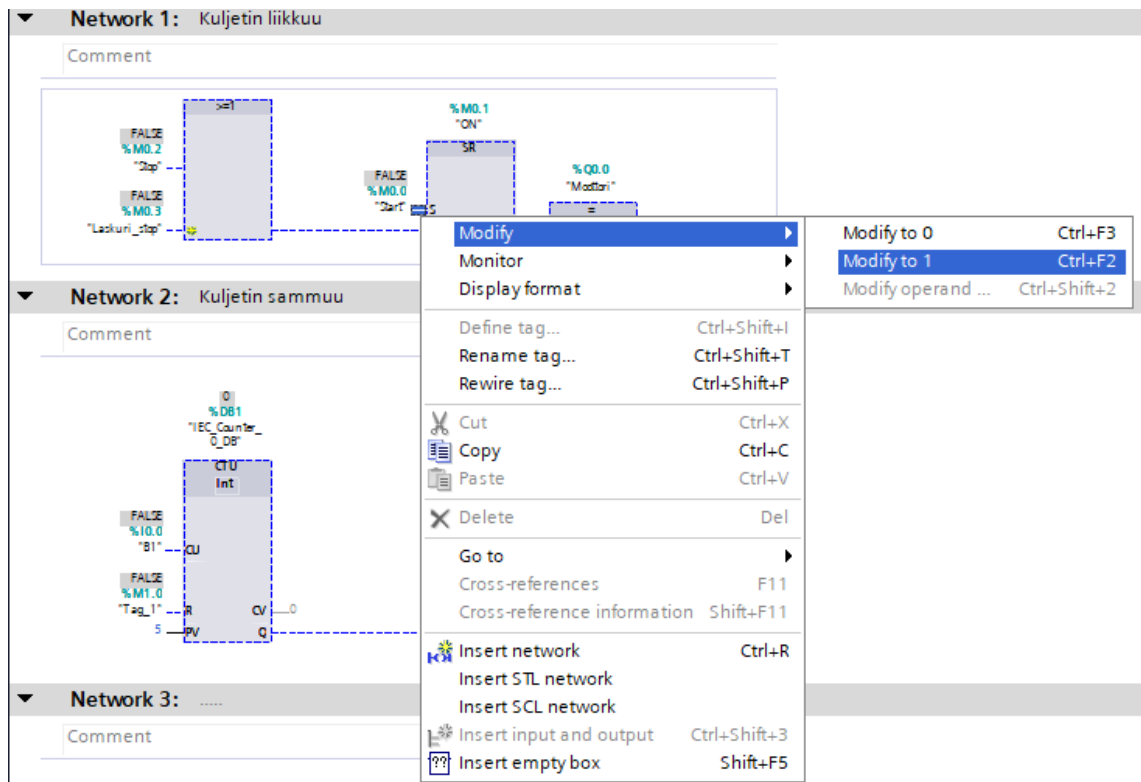 Network 1: Kuljetin liikkuu
Comment
>=1
FALSE
%M0.2
"Stop"
FALSE
%M0.3
"Laskuri_stop"
%M0.1
"ON"
SR
FALSE
%M0.0
"Start"
S
%Q0.0
"Moottori"
=
Modify
Monitor
Display format
Define tag... Ctrl+Shift+I
Rename tag... Ctrl+Shift+T
Rewire tag... Ctrl+Shift+P
Cut Ctrl+X
Copy Ctrl+C
Paste Ctrl+V
Delete Del
Go to
Cross-references F11
Cross-reference information Shift+F11
Insert network Ctrl+R
Insert STL network
Insert SCL network
Insert input and output Ctrl+Shift+3
Insert empty box Shift+F5
Modify to 0 Ctrl+F3
Modify to 1 Ctrl+F2
Modify operand ... Ctrl+Shift+2
Network 2: Kuljetin sammuu
Comment
0
%DB1
"IEC_Counter_
0_DB"
CTU
Int
FALSE
%I0.0
"B1" CU
FALSE
%M1.0
"Tag_1" R CV 0
5 PV Q
Network 3: .....
Comment
??